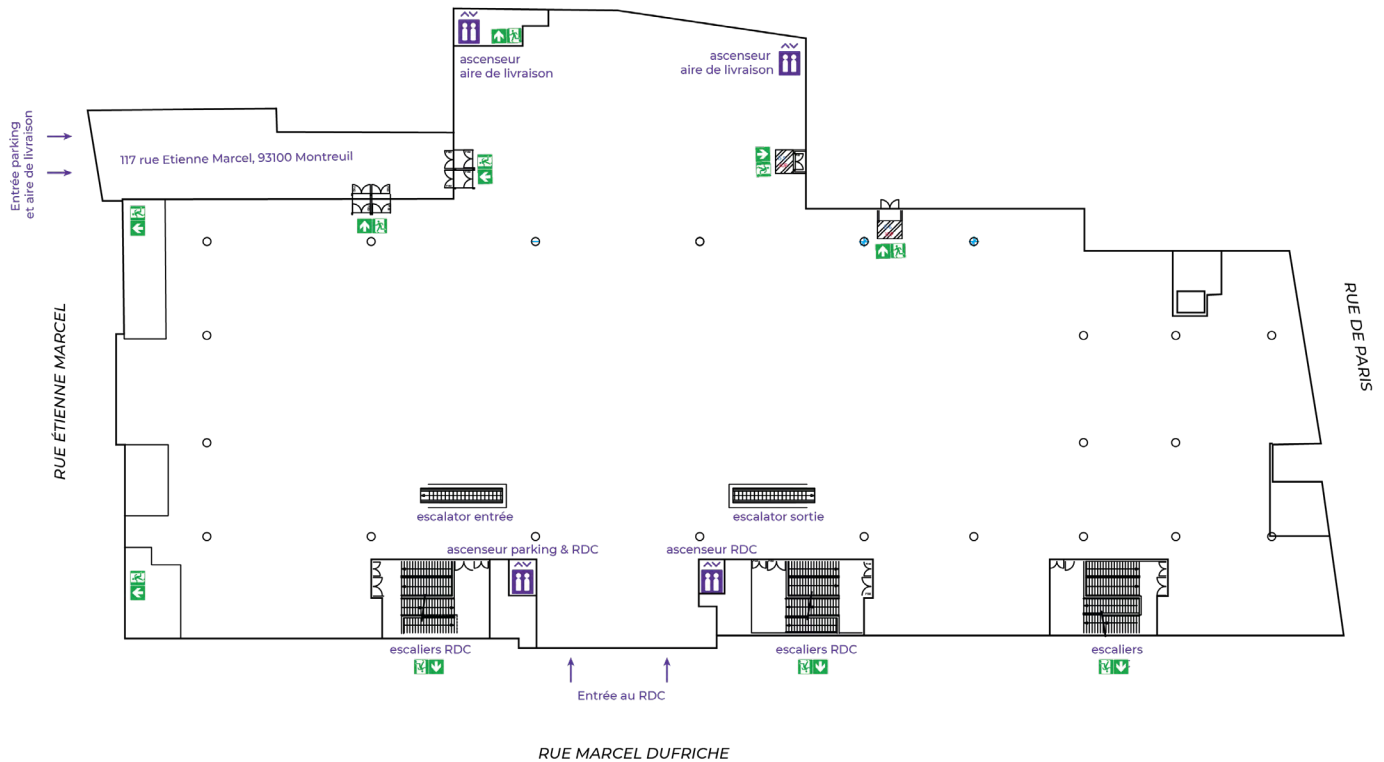 ascenseur
aire de livraison
ascenseur
aire de livraison
Entrée parking
et aire de livraison
117 rue Etienne Marcel, 93100 Montreuil
RUE ÉTIENNE MARCEL
RUE DE PARIS
escalator entrée
escalator sortie
ascenseur parking & RDC
ascenseur RDC
escaliers RDC
escaliers RDC
escaliers
Entrée au RDC
RUE MARCEL DUFRICHE